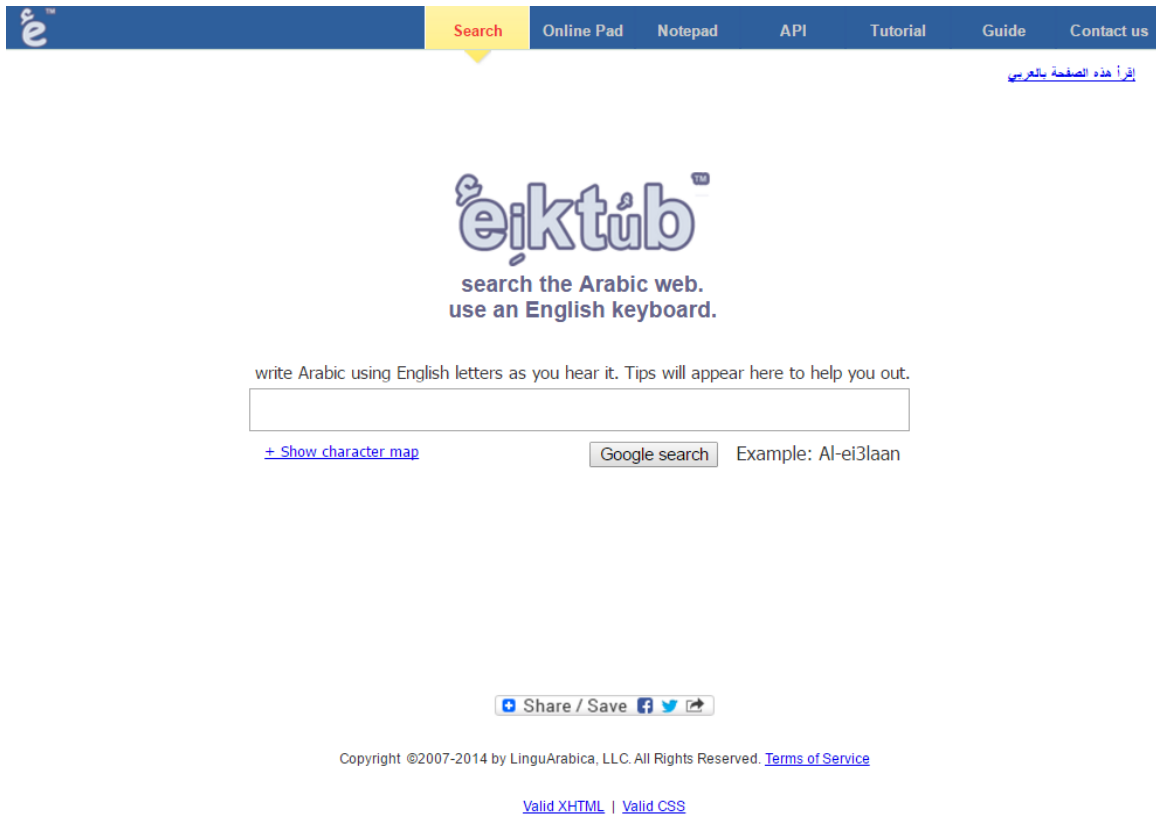 Search Online Pad Notepad API Tutorial Guide Contact us
إقرأ هذه الصفحة بالعربي
eiktub™
search the Arabic web.
use an English keyboard.
write Arabic using English letters as you hear it. Tips will appear here to help you out.
+ Show character map Google search Example: Al-ei3laan
Share / Save
Copyright ©2007-2014 by LinguArabica, LLC. All Rights Reserved. Terms of Service
Valid XHTML | Valid CSS